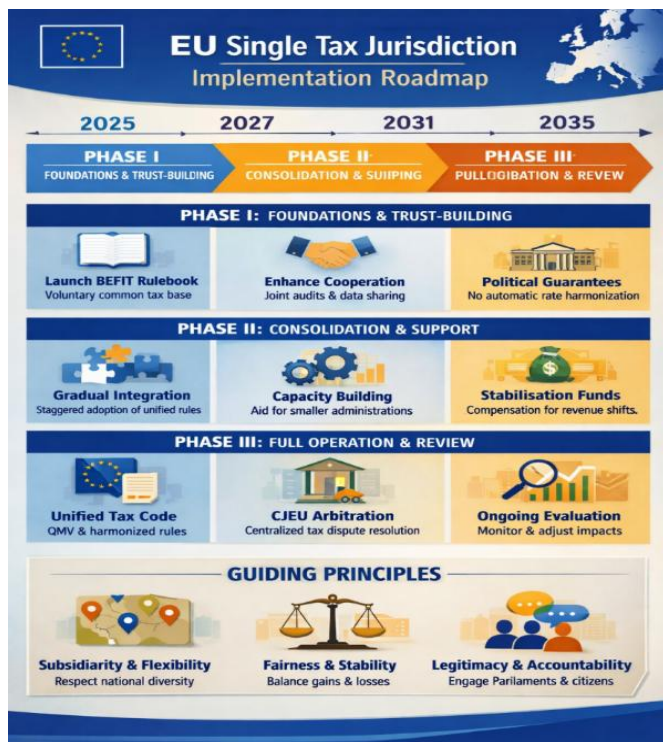 EU Single Tax Jurisdiction
Implementation Roadmap
2025 2027 2031 2035
PHASE I PHASE II· PHASE III·
FOUNDATIONS & TRUST-BUILDING CONSOLIDATION & SUIIPING PULLOGIBATION & REVEW
PHASE I: FOUNDATIONS & TRUST-BUILDING
Launch BEFIT Rulebook
Voluntary common tax base
Enhance Cooperation
Joint audits & data sharing
Political Guarantees
No automatic rate harmonization
PHASE II: CONSOLIDATION & SUPPORT
Gradual Integration
Staggered adoption of unified rules
Capacity Building
Aid for smaller administrations
$
Stabilisation Funds
Compensation for revenue shifts.
PHASE III: FULL OPERATION & REVIEW
Unified Tax Code
QMV & harmonized rules
CJEU Arbitration
Centralized tax dispute resolution
Ongoing Evaluation
Monitor & adjust impacts
GUIDING PRINCIPLES
Subsidiarity & Flexibility
Respect national diversity
Fairness & Stability
Balance gains & losses
Legitimacy & Accountability
Engage Parilaments & citizens